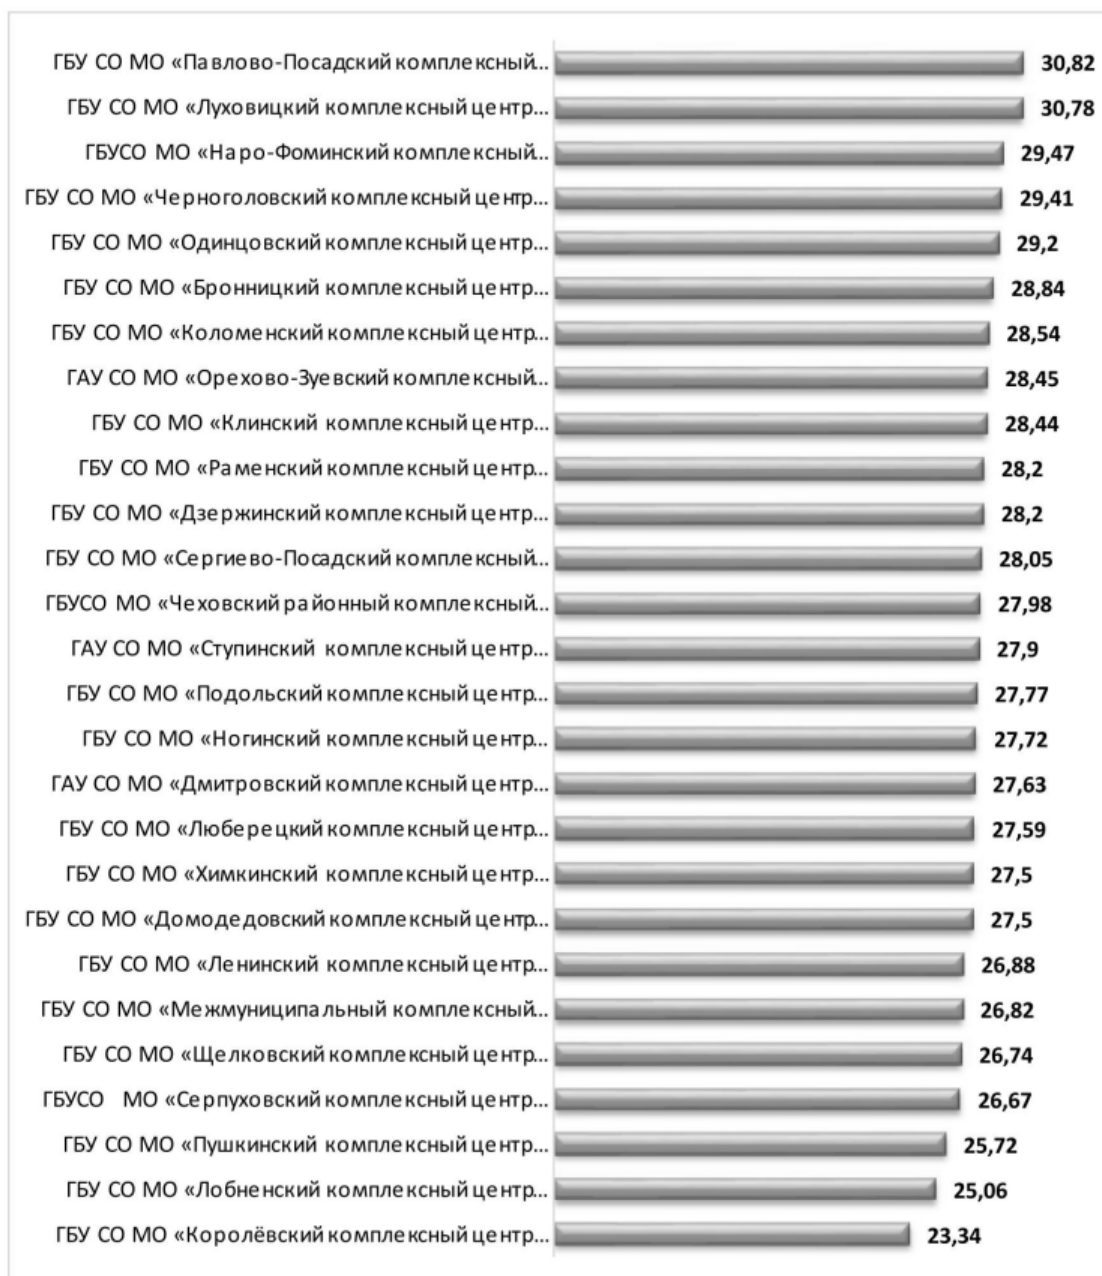 ГБУ СО МО «Павлово-Посадский комплексный... 30,82
ГБУ СО МО «Луховицкий комплексный центр... 30,78
ГБУСО МО «Наро-Фоминский комплексный... 29,47
ГБУ СО МО «Черноголовский комплексный центр... 29,41
ГБУ СО МО «Одинцовский комплексный центр... 29,2
ГБУ СО МО «Бронницкий комплексный центр... 28,84
ГБУ СО МО «Коломенский комплексный центр... 28,54
ГАУ СО МО «Орехово-Зуевский комплексный... 28,45
ГБУ СО МО «Клинский комплексный центр... 28,44
ГБУ СО МО «Раменский комплексный центр... 28,2
ГБУ СО МО «Дзержинский комплексный центр... 28,2
ГБУ СО МО «Сергиево-Посадский комплексный... 28,05
ГБУСО МО «Чеховский районный комплексный... 27,98
ГАУ СО МО «Ступинский комплексный центр... 27,9
ГБУ СО МО «Подольский комплексный центр... 27,77
ГБУ СО МО «Ногинский комплексный центр... 27,72
ГАУ СО МО «Дмитровский комплексный центр... 27,63
ГБУ СО МО «Люберецкий комплексный центр... 27,59
ГБУ СО МО «Химкинский комплексный центр... 27,5
ГБУ СО МО «Домодедовский комплексный центр... 27,5
ГБУ СО МО «Ленинский комплексный центр... 26,88
ГБУ СО МО «Межмуниципальный комплексный... 26,82
ГБУ СО МО «Щелковский комплексный центр... 26,74
ГБУСО МО «Серпуховский комплексный центр... 26,67
ГБУ СО МО «Пушкинский комплексный центр... 25,72
ГБУ СО МО «Лобненский комплексный центр... 25,06
ГБУ СО МО «Королёвский комплексный центр... 23,34